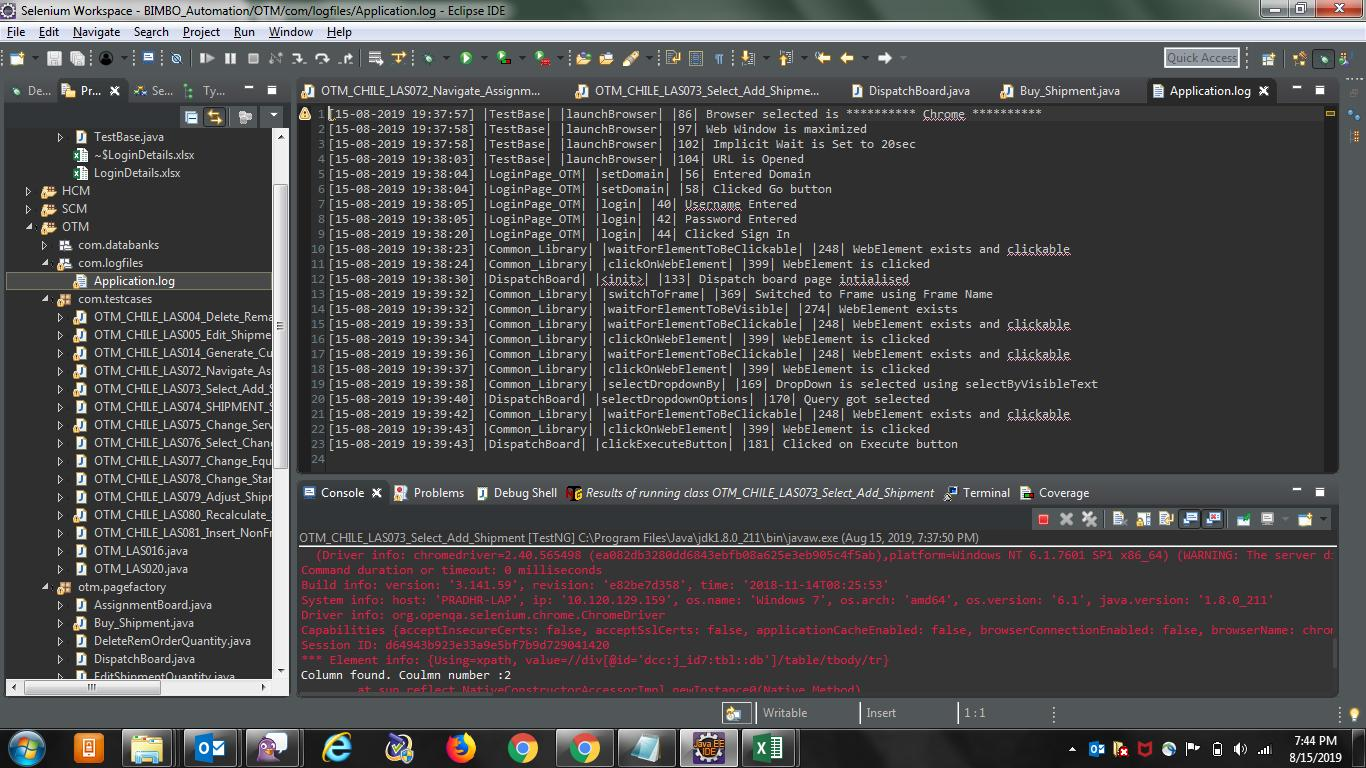 Selenium Workspace - BIMBO_Automation/OTM/com/logfiles/Application.log - Eclipse IDE
File Edit Navigate Search Project Run Window Help
Quick Access
De... Pr... Se... Ty...
OTM_CHILE_LAS072_Navigate_Assignm... OTM_CHILE_LAS073_Select_Add_Shipme... DispatchBoard.java Buy_Shipment.java Application.log
TestBase.java
~$LoginDetails.xlsx
LoginDetails.xlsx
HCM
SCM
OTM
com.databanks
com.logfiles
Application.log
com.testcases
OTM_CHILE_LAS004_Delete_Rema
OTM_CHILE_LAS005_Edit_Shipme
OTM_CHILE_LAS014_Generate_Cu
OTM_CHILE_LAS072_Navigate_As
OTM_CHILE_LAS073_Select_Add_S
OTM_CHILE_LAS074_SHIPMENT_S
OTM_CHILE_LAS075_Change_Serv
OTM_CHILE_LAS076_Select_Chang
OTM_CHILE_LAS077_Change_Equ
OTM_CHILE_LAS078_Change_Star
OTM_CHILE_LAS079_Adjust_Shipr
OTM_CHILE_LAS080_Recalculate_
OTM_CHILE_LAS081_Insert_NonFr
OTM_LAS016.java
OTM_LAS020.java
otm.pagefactory
AssignmentBoard.java
Buy_Shipment.java
DeleteRemOrderQuantity.java
DispatchBoard.java
EditShipmentQuantity.java
1 [15-08-2019 19:37:57] |TestBase| |launchBrowser| |86| Browser selected is ********** Chrome **********
2 [15-08-2019 19:37:58] |TestBase| |launchBrowser| |97| Web Window is maximized
3 [15-08-2019 19:37:58] |TestBase| |launchBrowser| |102| Implicit Wait is Set to 20sec
4 [15-08-2019 19:38:03] |TestBase| |launchBrowser| |104| URL is Opened
5 [15-08-2019 19:38:04] |LoginPage_OTM| |setDomain| |56| Entered Domain
6 [15-08-2019 19:38:04] |LoginPage_OTM| |setDomain| |58| Clicked Go button
7 [15-08-2019 19:38:05] |LoginPage_OTM| |login| |40| Username Entered
8 [15-08-2019 19:38:05] |LoginPage_OTM| |login| |42| Password Entered
9 [15-08-2019 19:38:20] |LoginPage_OTM| |login| |44| Clicked Sign In
10 [15-08-2019 19:38:23] |Common_Library| |waitForElementToBeClickable| |248| WebElement exists and clickable
11 [15-08-2019 19:38:24] |Common_Library| |clickOnWebElement| |399| WebElement is clicked
12 [15-08-2019 19:38:30] |DispatchBoard| |<init>| |133| Dispatch board page intialised
13 [15-08-2019 19:39:32] |Common_Library| |switchToFrame| |369| Switched to Frame using Frame Name
14 [15-08-2019 19:39:32] |Common_Library| |waitForElementToBeVisible| |274| WebElement exists
15 [15-08-2019 19:39:33] |Common_Library| |waitForElementToBeClickable| |248| WebElement exists and clickable
16 [15-08-2019 19:39:34] |Common_Library| |clickOnWebElement| |399| WebElement is clicked
17 [15-08-2019 19:39:36] |Common_Library| |waitForElementToBeClickable| |248| WebElement exists and clickable
18 [15-08-2019 19:39:37] |Common_Library| |clickOnWebElement| |399| WebElement is clicked
19 [15-08-2019 19:39:38] |Common_Library| |selectDropdownBy| |169| DropDown is selected using selectByVisibleText
20 [15-08-2019 19:39:40] |DispatchBoard| |selectDropdownOptions| |170| Query got selected
21 [15-08-2019 19:39:42] |Common_Library| |waitForElementToBeClickable| |248| WebElement exists and clickable
22 [15-08-2019 19:39:43] |Common_Library| |clickOnWebElement| |399| WebElement is clicked
23 [15-08-2019 19:39:43] |DispatchBoard| |clickExecuteButton| |181| Clicked on Execute button
24
Console Problems Debug Shell Results of running class OTM_CHILE_LAS073_Select_Add_Shipment Terminal Coverage
OTM_CHILE_LAS073_Select_Add_Shipment [TestNG] C:\Program Files\Java\jdk1.8.0_211\bin\javaw.exe (Aug 15, 2019, 7:37:50 PM)
(Driver info: chromedriver=2.40.565498 (ea082db3280dd6843ebfb08a625e3eb905c4f5ab),platform=Windows NT 6.1.7601 SP1 x86_64) (WARNING: The server di
Command duration or timeout: 0 milliseconds
Build info: version: '3.141.59', revision: 'e82be7d358', time: '2018-11-14T08:25:53'
System info: host: 'PRADHR-LAP', ip: '10.120.129.159', os.name: 'Windows 7', os.arch: 'amd64', os.version: '6.1', java.version: '1.8.0_211'
Driver info: org.openqa.selenium.chrome.ChromeDriver
Capabilities {acceptInsecureCerts: false, acceptSslCerts: false, applicationCacheEnabled: false, browserConnectionEnabled: false, browserName: chrom
Session ID: d64943b923e33a9e5bf7b9d729041420
*** Element info: {Using=xpath, value=//div[@id='dcc:j_id7:tbl::db']/table/tbody/tr}
Column found. Coulmn number :2
at sun.reflect.NativeConstructorAccessorImpl.newInstance0(Native Method)
Writable Insert 1 : 1
Java EE IDE
7:44 PM
8/15/2019